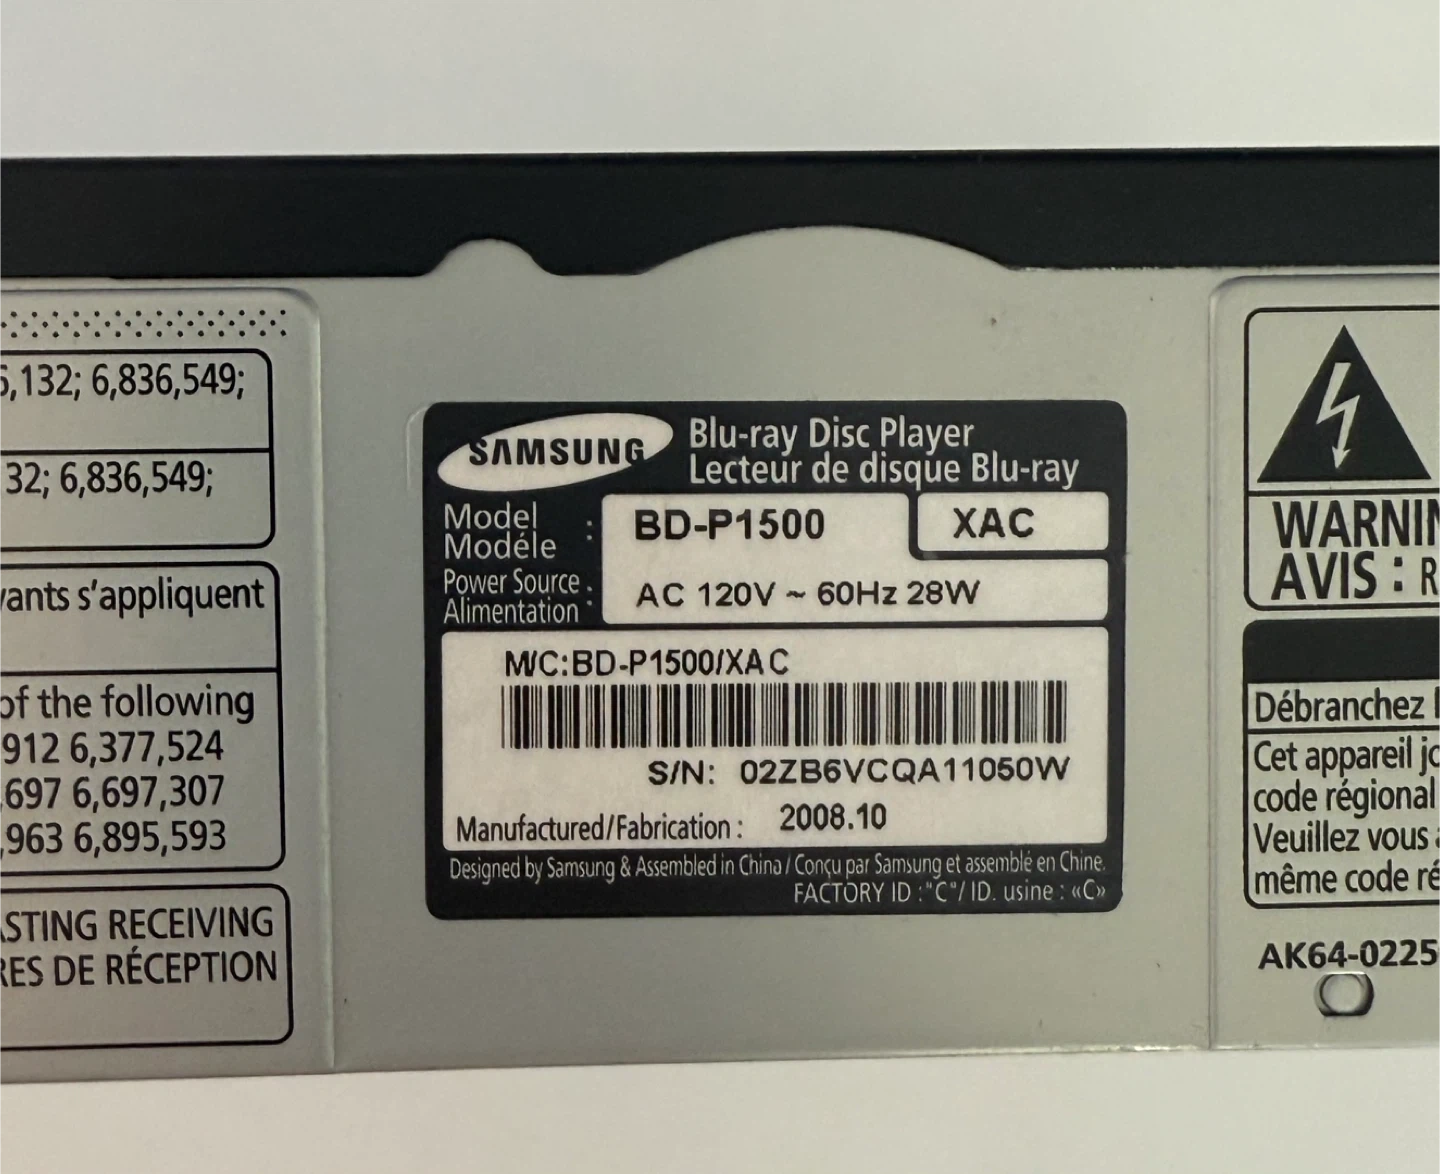 5,132; 6,836,549;
32; 6,836,549;
vants s'appliquent
of the following
912 6,377,524
,697 6,697,307
,963 6,895,593
ASTING RECEIVING
RES DE RÉCEPTION
SAMSUNG
Blu-ray Disc Player
Lecteur de disque Blu-ray
Model
Modéle :
BD-P1500
XAC
Power Source
Alimentation :
AC 120V ~ 60Hz 28W
M/C:BD-P1500/XAC
S/N: 02ZB6VCQA11050W
Manufactured/Fabrication : 2008.10
Designed by Samsung & Assembled in China / Conçu par Samsung et assemblé en Chine.
FACTORY ID :"C"/ ID. usine : «C»
WARNIN
AVIS : R
Débranchez l
Cet appareil jo
code régional
Veuillez vous a
même code ré
AK64-0225